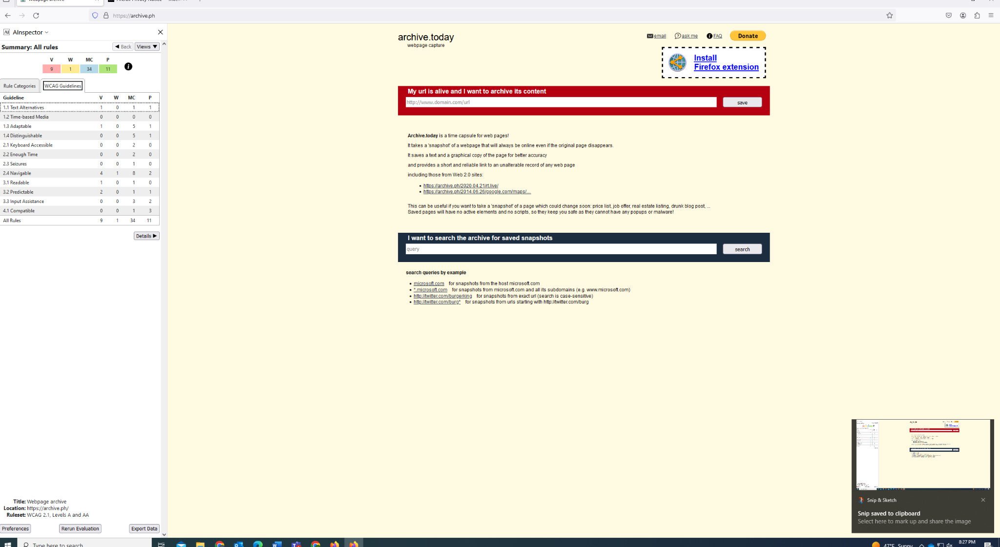 Webpage archive
Firefox Privacy Notice
https://archive.ph
AI AInspector
Summary: All rules
◀ Back Views ▼
V W MC P
9 1 34 11
Rule Categories WCAG Guidelines
Guideline V W MC P
1.1 Text Alternatives 1 0 1 1
1.2 Time-based Media 0 0 0 0
1.3 Adaptable 1 0 5 1
1.4 Distinguishable 0 0 5 1
2.1 Keyboard Accessible 0 0 2 0
2.2 Enough Time 0 0 2 0
2.3 Seizures 0 0 1 0
2.4 Navigable 4 1 8 2
3.1 Readable 1 0 1 0
3.2 Predictable 2 0 1 1
3.3 Input Assistance 0 0 3 2
4.1 Compatible 0 0 1 3
All Rules 9 1 34 11
Details ▶
Title: Webpage archive
Location: https://archive.ph/
Ruleset: WCAG 2.1, Levels A and AA
Preferences Rerun Evaluation Export Data
archive.today
webpage capture
email ask me FAQ Donate
Install
Firefox extension
My url is alive and I want to archive its content
http://www.domain.com/url save
Archive.today is a time capsule for web pages!
It takes a 'snapshot' of a webpage that will always be online even if the original page disappears.
It saves a text and a graphical copy of the page for better accuracy
and provides a short and reliable link to an unalterable record of any web page
including those from Web 2.0 sites:
• https://archive.ph/2020.04.21/rt.live/
• https://archive.ph/2014.06.26/google.com/maps/...
This can be useful if you want to take a 'snapshot' of a page which could change soon: price list, job offer, real estate listing, drunk blog post, ...
Saved pages will have no active elements and no scripts, so they keep you safe as they cannot have any popups or malware!
I want to search the archive for saved snapshots
query search
search queries by example
• microsoft.com for snapshots from the host microsoft.com
• *.microsoft.com for snapshots from microsoft.com and all its subdomains (e.g. www.microsoft.com)
• http://twitter.com/burgerking for snapshots from exact url (search is case-sensitive)
• http://twitter.com/burg* for snapshots from urls starting with http://twitter.com/burg
Snip & Sketch
Snip saved to clipboard
Select here to mark up and share the image
Type here to search
47°F Sunny
8:27 PM